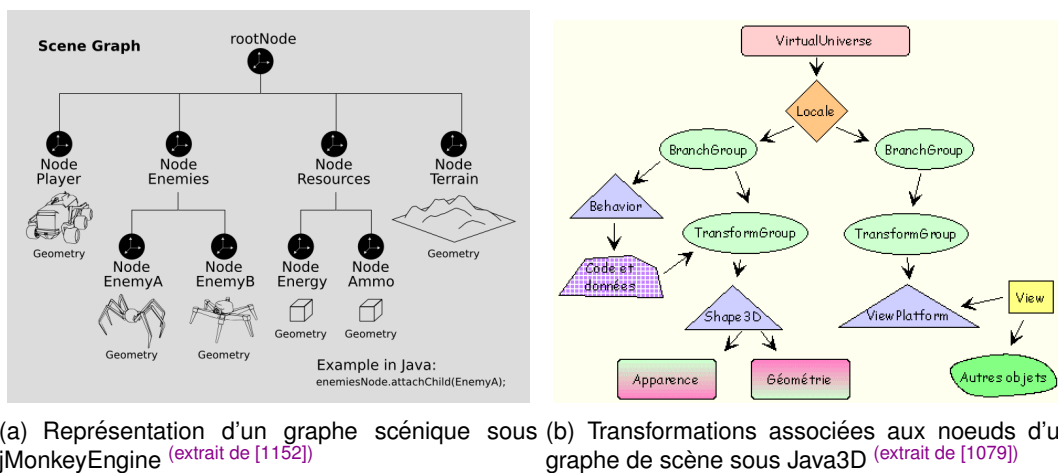 Scene Graph
rootNode
Node
Player
Node
Enemies
Node
Resources
Node
Terrain
Geometry
Geometry
Node
EnemyA
Node
EnemyB
Node
Energy
Node
Ammo
Geometry
Geometry
Geometry
Geometry
Example in Java:
enemiesNode.attachChild(EnemyA);
VirtualUniverse
Locale
BranchGroup
BranchGroup
Behavior
TransformGroup
TransformGroup
Code et
données
Shape3D
ViewPlatform
View
Apparence
Géométrie
Autres objets
(a) Représentation d'un graphe scénique sous
jMonkeyEngine (extrait de [1152])
(b) Transformations associées aux noeuds d'u
graphe de scène sous Java3D (extrait de [1079])